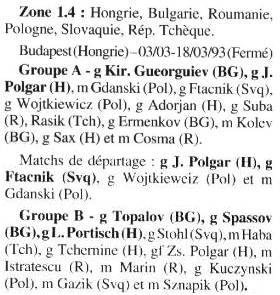 Zone 1.4 : Hongrie, Bulgarie, Roumanie,
Pologne, Slovaquie, Rép. Tchèque.
Budapest (Hongrie) – 03/03-18/03/93 (Fermé)
Groupe A - g Kir. Gueorguiev (BG), g J.
Polgar (H), m Gdanski (Pol), g Ftacnik (Svq),
g Wojtkiewicz (Pol), g Adorjan (H), g Suba
(R), Rasik (Tch), g Ermenkov (BG), m Kolev
(BG), g Sax (H) et m Cosma (R).
Matchs de départage : g J. Polgar (H), g
Ftacnik (Svq), g Wojtkiewciz (Pol) et m
Gdanski (Pol).
Groupe B - g Topalov (BG), g Spassov
(BG), g L. Portisch (H), g Stohl (Svq), m Haba
(Tch), g Tchernine (H), gf Zs. Polgar (H), m
Istratescu (R), m Marin (R), g Kuczynski
(Pol), m Gazik (Svq) et m Sznapik (Pol).